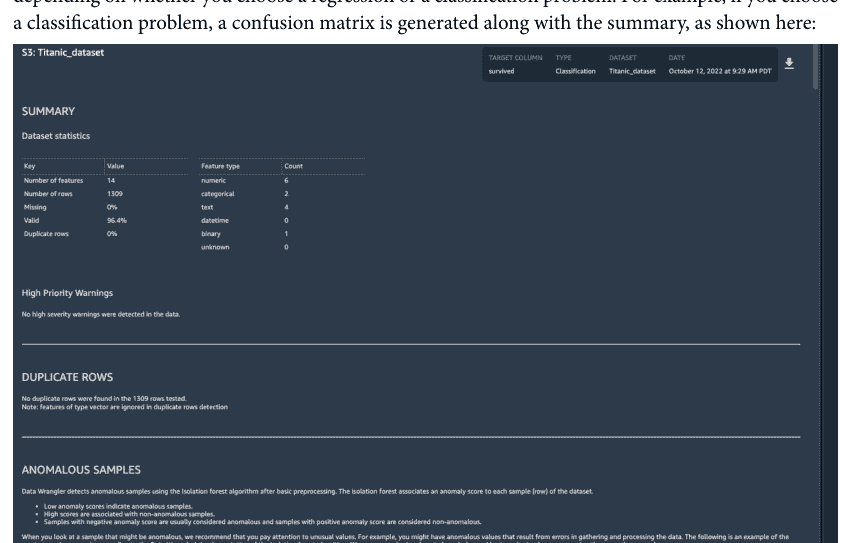 depending on whether you choose a regression or a classification problem. For example, if you choose
a classification problem, a confusion matrix is generated along with the summary, as shown here:
S3: Titanic_dataset
TARGET COLUMN TYPE DATASET DATE
survived Classification Titanic_dataset October 12, 2022 at 9:29 AM PDT
SUMMARY
Dataset statistics
Key Value Feature type Count
Number of features 14 numeric 6
Number of rows 1309 categorical 2
Missing 0% text 4
Valid 96.4% datetime 0
Duplicate rows 0% binary 1
unknown 0
High Priority Warnings
No high severity warnings were detected in the data.
DUPLICATE ROWS
No duplicate rows were found in the 1309 rows tested.
Note: features of type vector are ignored in duplicate rows detection
ANOMALOUS SAMPLES
Data Wrangler detects anomalous samples using the Isolation forest algorithm after basic preprocessing. The isolation forest associates an anomaly score to each sample (row) of the dataset.
• Low anomaly scores indicate anomalous samples.
• High scores are associated with non-anomalous samples.
• Samples with negative anomaly score are usually considered anomalous and samples with positive anomaly score are considered non-anomalous.
When you look at a sample that might be anomalous, we recommend that you pay attention to unusual values. For example, you might have anomalous values that result from errors in gathering and processing the data. The following is an example of the